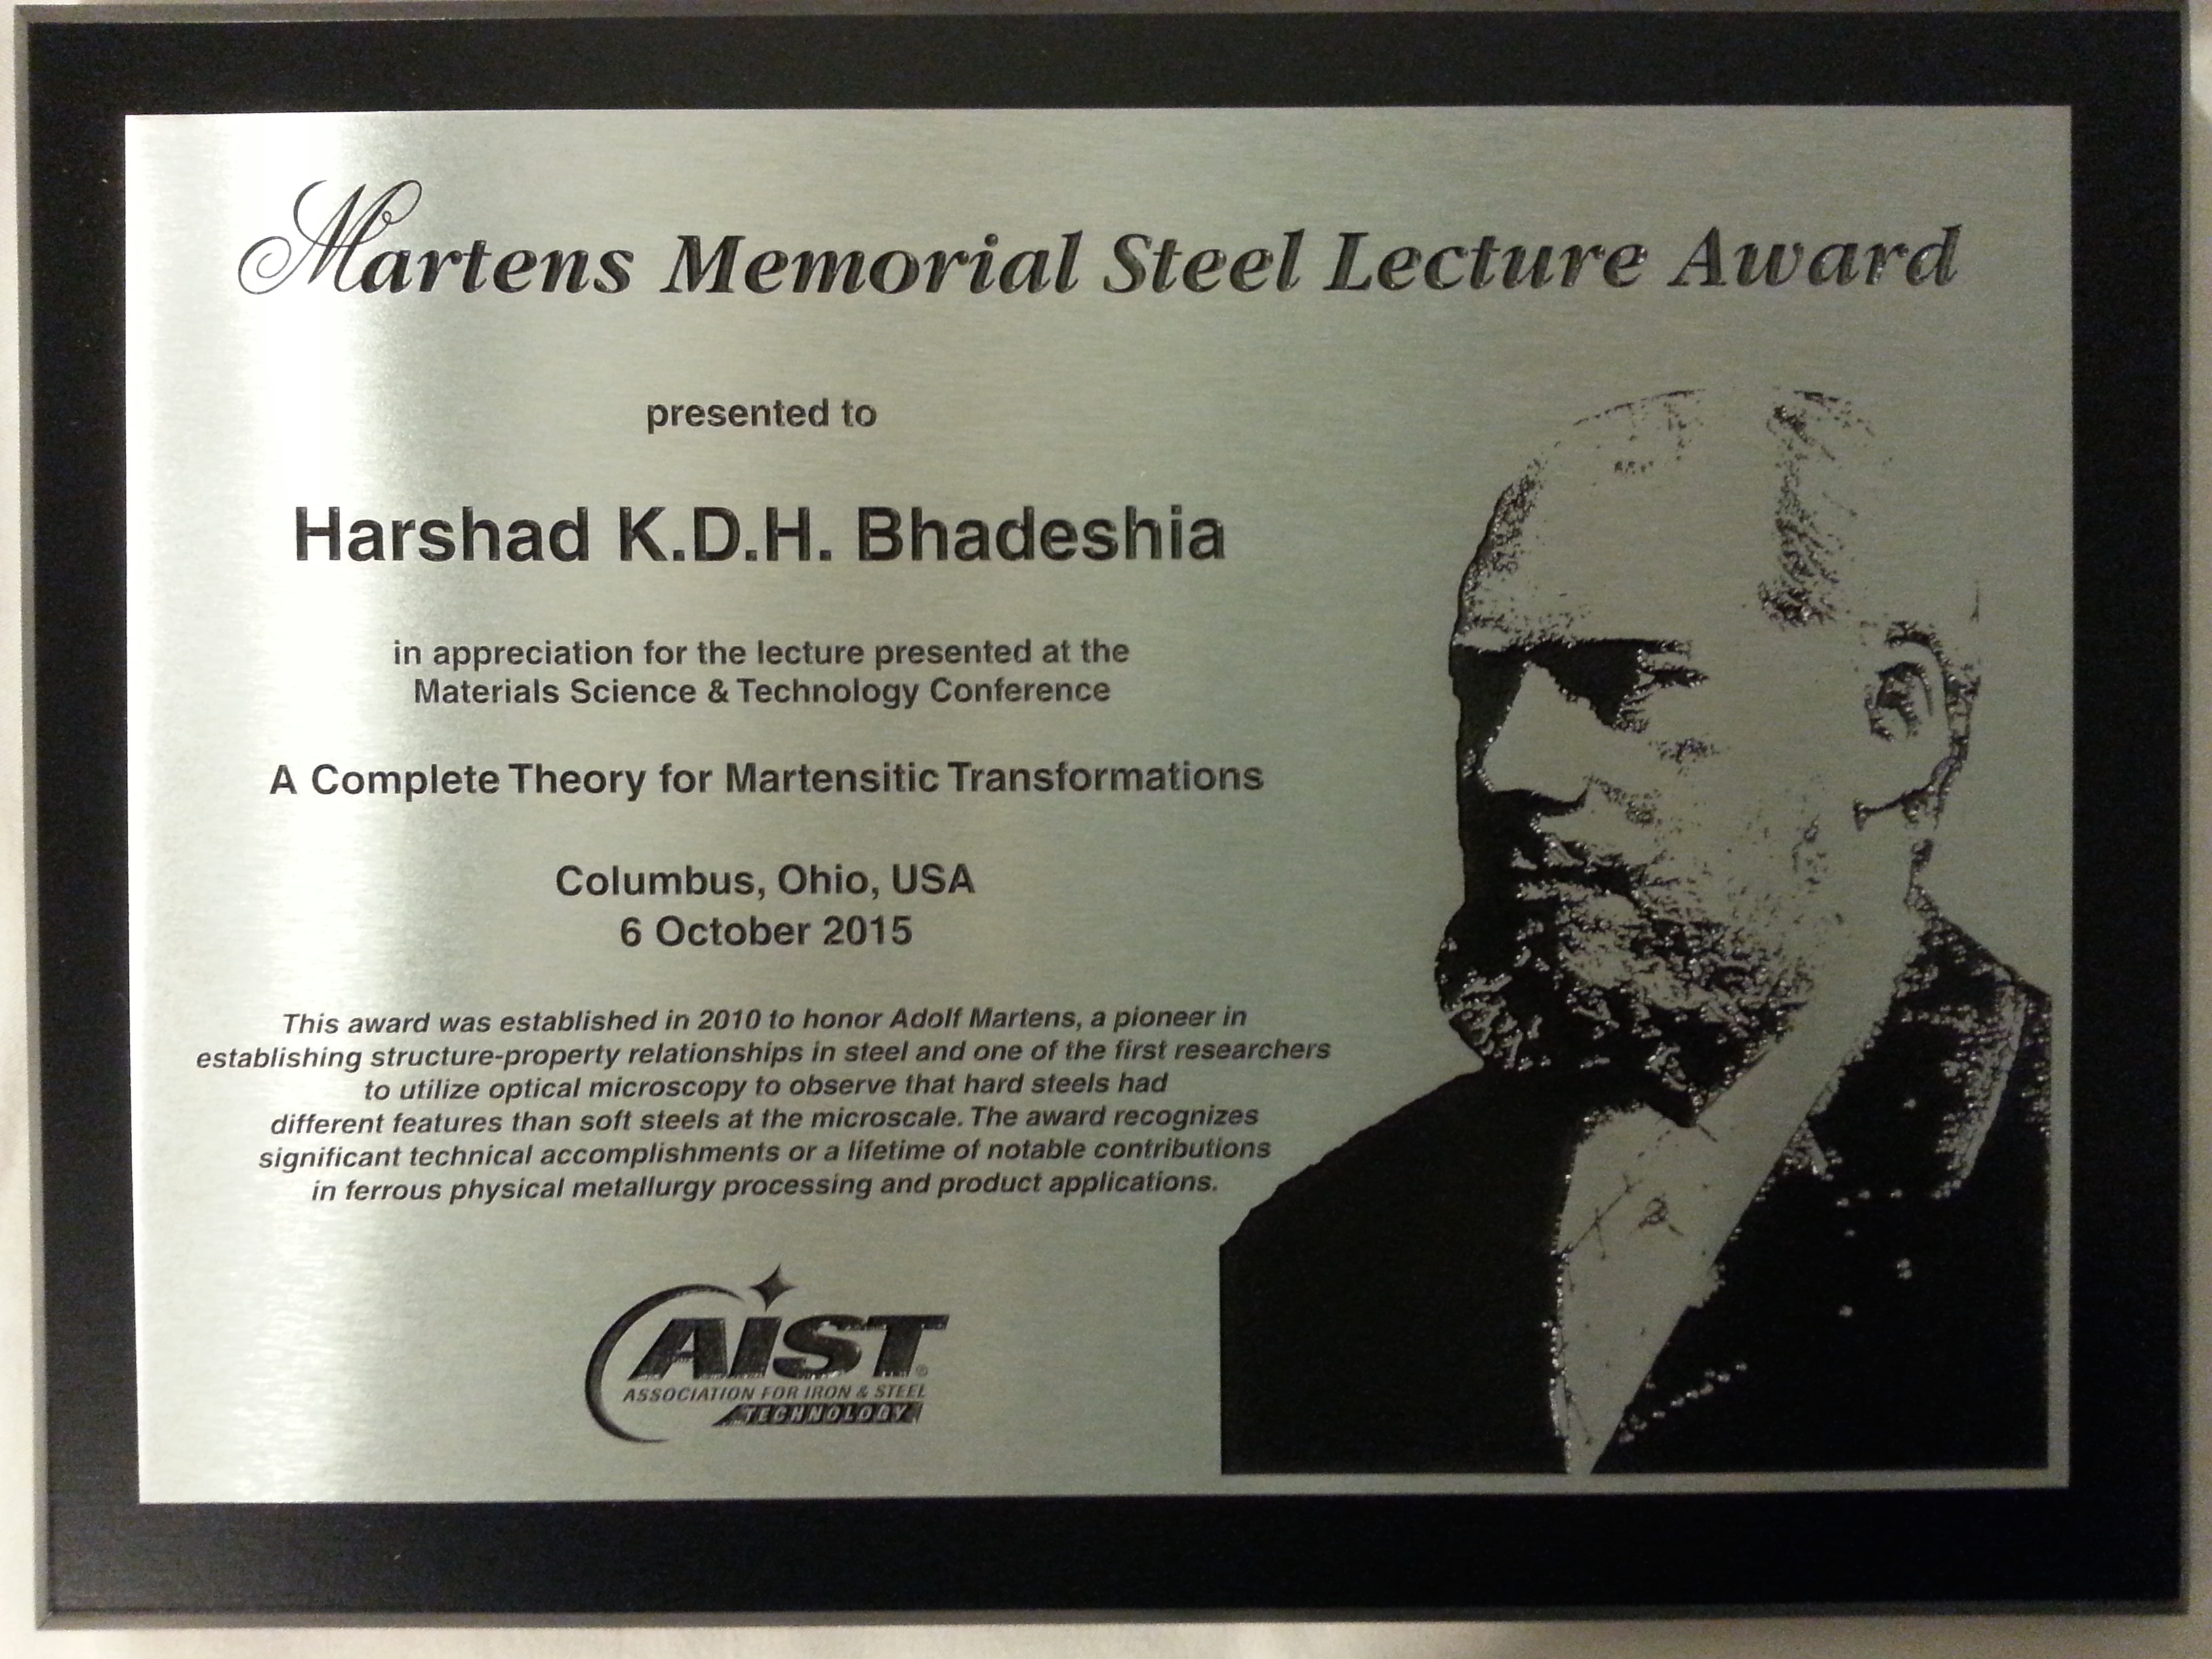 Martens Memorial Steel Lecture Award
presented to
Harshad K.D.H. Bhadeshia
in appreciation for the lecture presented at the
Materials Science & Technology Conference
A Complete Theory for Martensitic Transformations
Columbus, Ohio, USA
6 October 2015
This award was established in 2010 to honor Adolf Martens, a pioneer in
establishing structure-property relationships in steel and one of the first researchers
to utilize optical microscopy to observe that hard steels had
different features than soft steels at the microscale. The award recognizes
significant technical accomplishments or a lifetime of notable contributions
in ferrous physical metallurgy processing and product applications.
AIST®
ASSOCIATION FOR IRON & STEEL
TECHNOLOGY